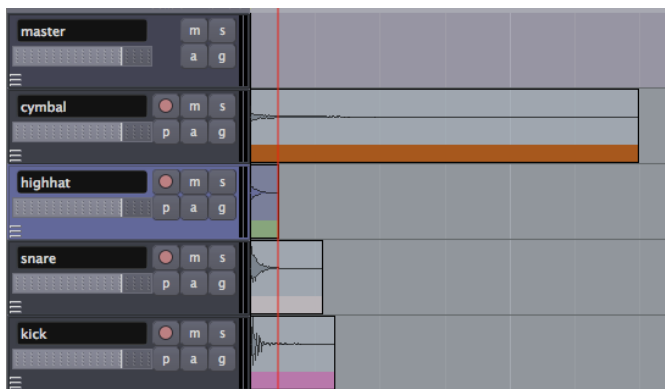 master m s
a g
cymbal m s
p a g
highhat m s
p a g
snare m s
p a g
kick m s
p a g